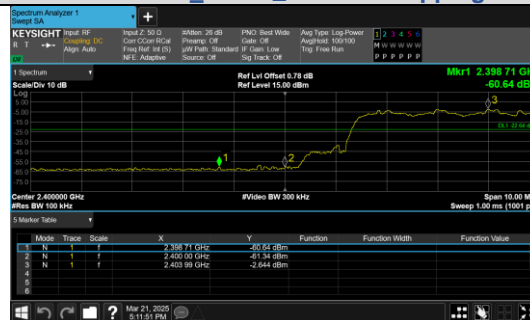 Spectrum Analyzer 1
Swept SA
KEYSIGHT
R T
Input: RF
Coupling: DC
Align: Auto
Input Z: 50 Ω
Corr CCorr RCal
Freq Ref: Int (S)
NFE: Adaptive
#Atten: 26 dB
Preamp: Off
µW Path: Standard
Source: Off
PNO: Best Wide
Gate: Off
IF Gain: Low
Sig Track: Off
Avg Type: Log-Power
Avg|Hold: 100/100
Trig: Free Run
1 2 3 4 5 6
M W W W W W
P P P P P P
1 Spectrum
Scale/Div 10 dB
Ref Lvl Offset 0.78 dB
Ref Level 15.00 dBm
Mkr1 2.398 71 GH
-60.64 dB
Log
5.00
-5.00
-15.0
-25.0
-35.0
-45.0
-55.0
-65.0
-75.0
1
2
3
Center 2.400000 GHz
#Res BW 100 kHz
#Video BW 300 kHz
Span 10.00 M
Sweep 1.00 ms (1001 p
5 Marker Table
Mode Trace Scale X Y Function Function Width Function Value
1 N 1 f 2.398 71 GHz -60.64 dBm
2 N 1 f 2.400 00 GHz -61.34 dBm
3 N 1 f 2.403 99 GHz -2.644 dBm
4
5
6
?
Mar 21, 2025
5:11:51 PM